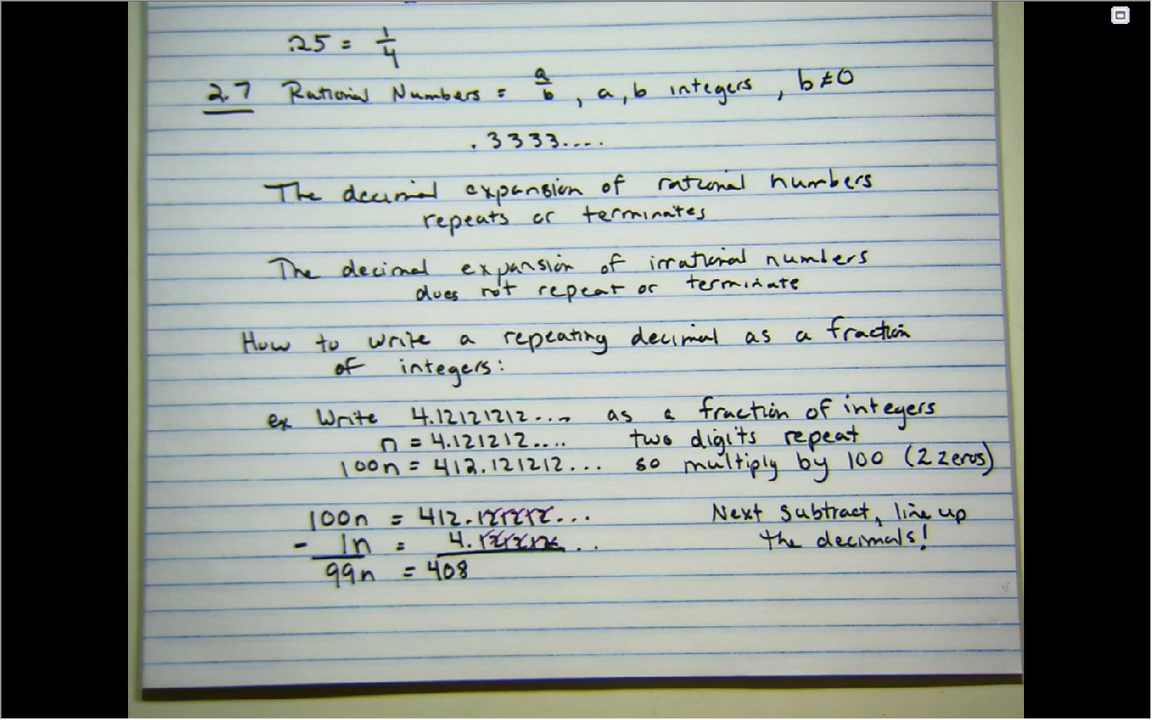 .25 = 1/4
2.7 Rational Numbers = a/b , a, b integers , b≠0
.3333....
The decimal expansion of rational numbers
repeats or terminates
The decimal expansion of irrational numbers
does not repeat or terminate
How to write a repeating decimal as a fraction
of integers:
ex Write 4.12121212.... as a fraction of integers
n = 4.121212.... two digits repeat
100n = 412.121212... so multiply by 100 (2 zeros)
100n = 412.121212... Next subtract, line up
- 1n = 4.121212... the decimals!
99n = 408